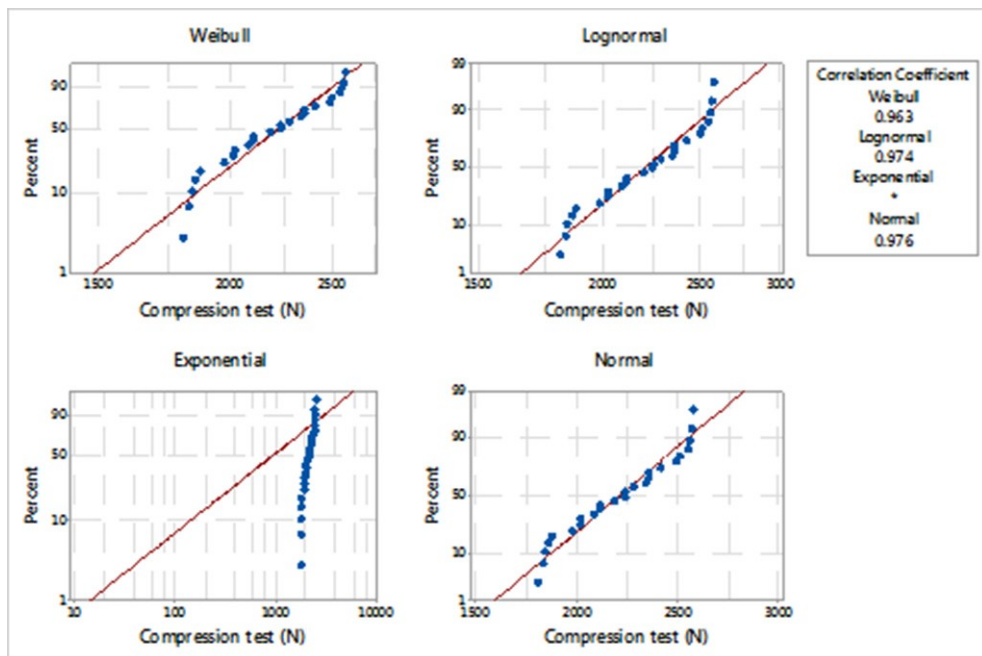 Weibull
Percent
90
50
10
1
1500
2000
2500
Compression test (N)
Lognormal
Percent
99
90
50
10
1
1500
2000
2500
3000
Compression test (N)
Correlation Coefficient
Weibull
0.963
Lognormal
0.974
Exponential
*
Normal
0.976
Exponential
Percent
90
50
10
1
10
100
1000
10000
Compression test (N)
Normal
Percent
99
90
50
10
1
1500
2000
2500
3000
Compression test (N)